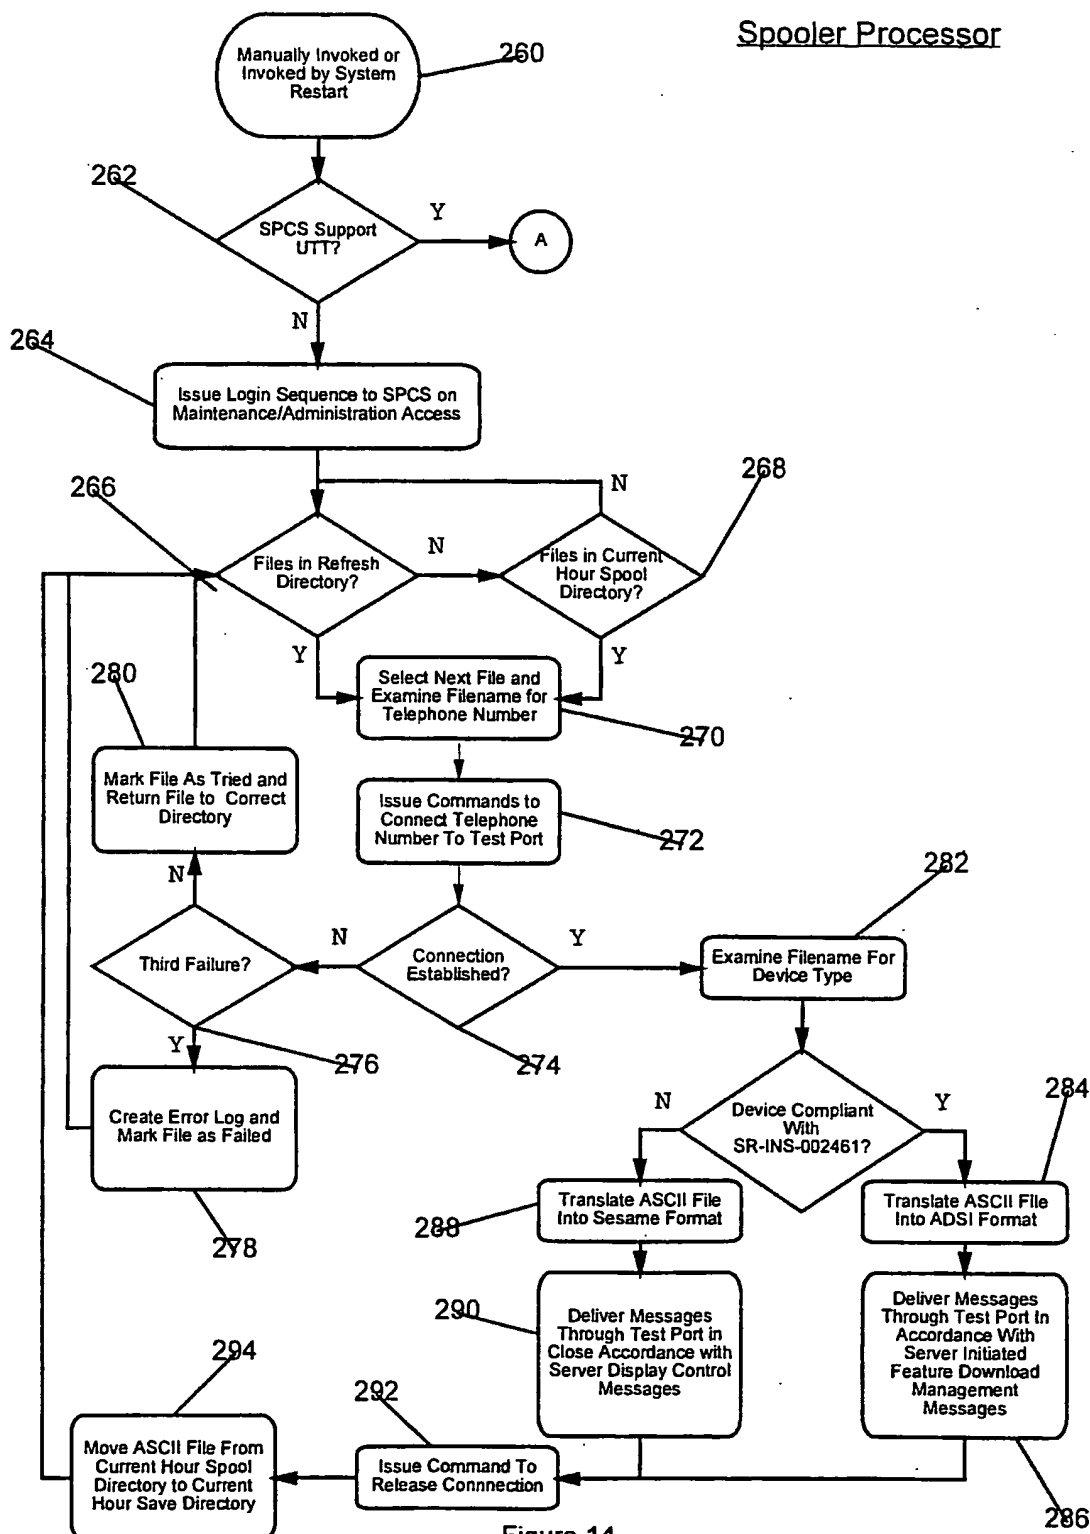 Spooler Processor
Manually Invoked or
Invoked by System
Restart
260
262
SPCS Support
UTT?
Y
A
N
264
Issue Login Sequence to SPCS on
Maintenance/Administration Access
266
N
268
Files in Refresh
Directory?
N
Files in Current
Hour Spool
Directory?
Y
Y
280
Select Next File and
Examine Filename for
Telephone Number
270
Mark File As Tried and
Return File to Correct
Directory
Issue Commands to
Connect Telephone
Number To Test Port
272
N
282
Third Failure?
N
Connection
Established?
Y
Examine Filename For
Device Type
Y
276
274
Create Error Log and
Mark File as Failed
278
N
Device Compliant
With
SR-INS-002461?
Y
284
Translate ASCII File
Into Sesame Format
288
Translate ASCII File
Into ADSI Format
290
Deliver Messages
Through Test Port in
Close Accordance with
Server Display Control
Messages
Deliver Messages
Through Test Port In
Accordance With
Server Initiated
Feature Download
Management
Messages
294
292
Move ASCII File From
Current Hour Spool
Directory to Current
Hour Save Directory
Issue Command To
Release Connnection
286
Figure 14